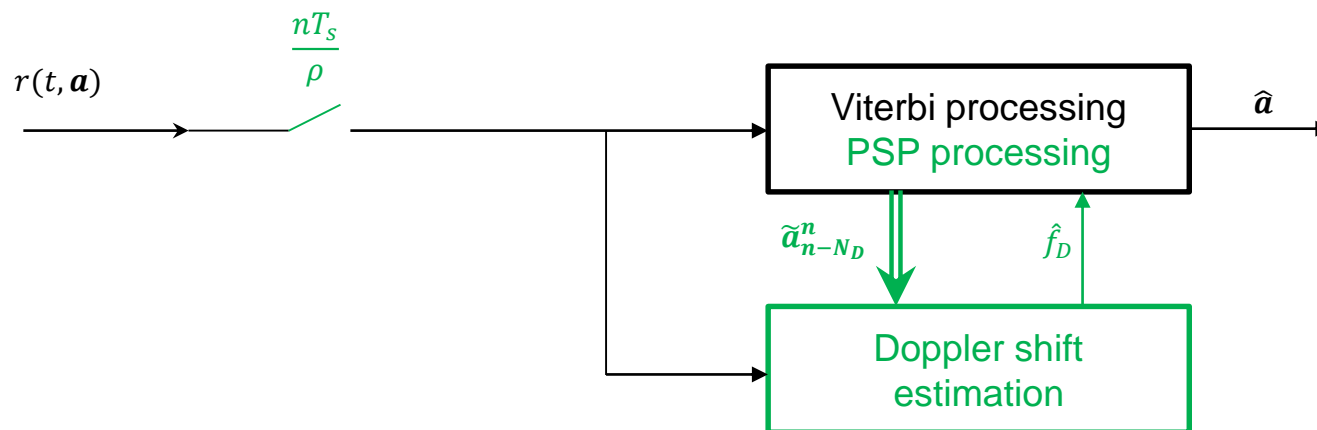 nT_s
ρ
r(t, a)
Viterbi processing
PSP processing
â
ã^n_{n−N_D}
f̂_D
Doppler shift
estimation